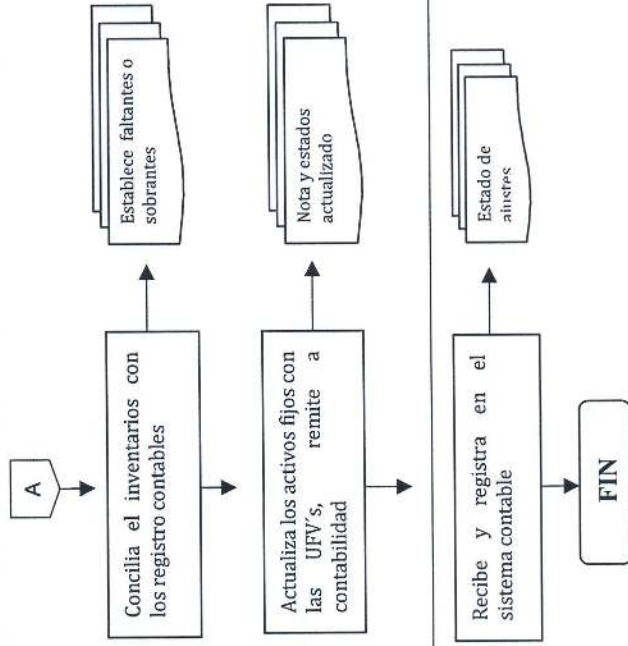 A
Concilia el inventarios con
los registro contables
Establece faltantes o
sobrantes
Actualiza los activos fijos con
las UFV´s, remite a
contabilidad
Nota y estados
actualizado
Recibe y registra en el
sistema contable
Estado de
ajustes
FIN